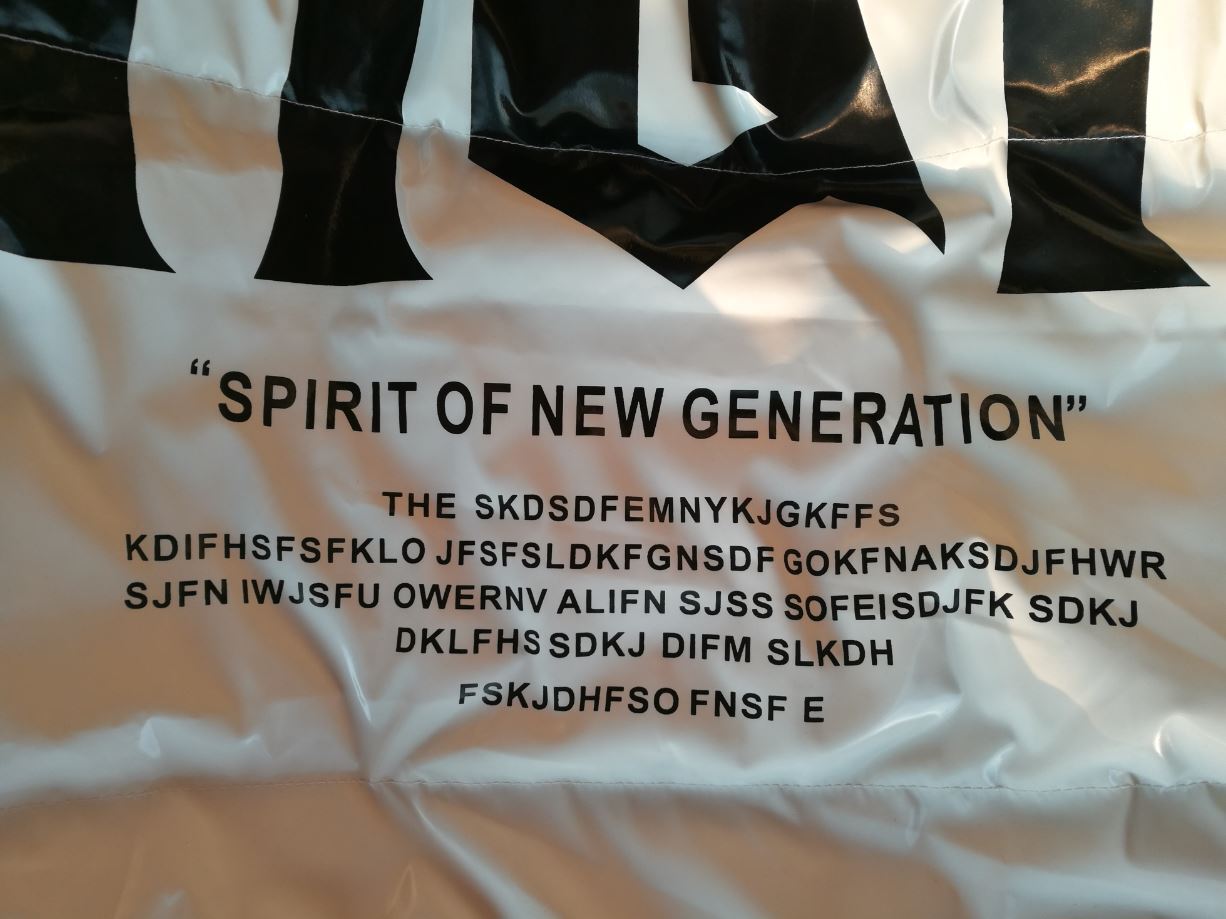 “SPIRIT OF NEW GENERATION”
THE SKDSDFEMNYKJGKFFS
KDIFHSFSFKLO JFSFSLDKFGNSDF GOKFNAKSDJFHWR
SJFN IWJSFU OWERNV ALIFN SJSS SOFEISDJFK SDKJ
DKLFHS SDKJ DIFM SLKDH
FSKJDHFSO FNSF E